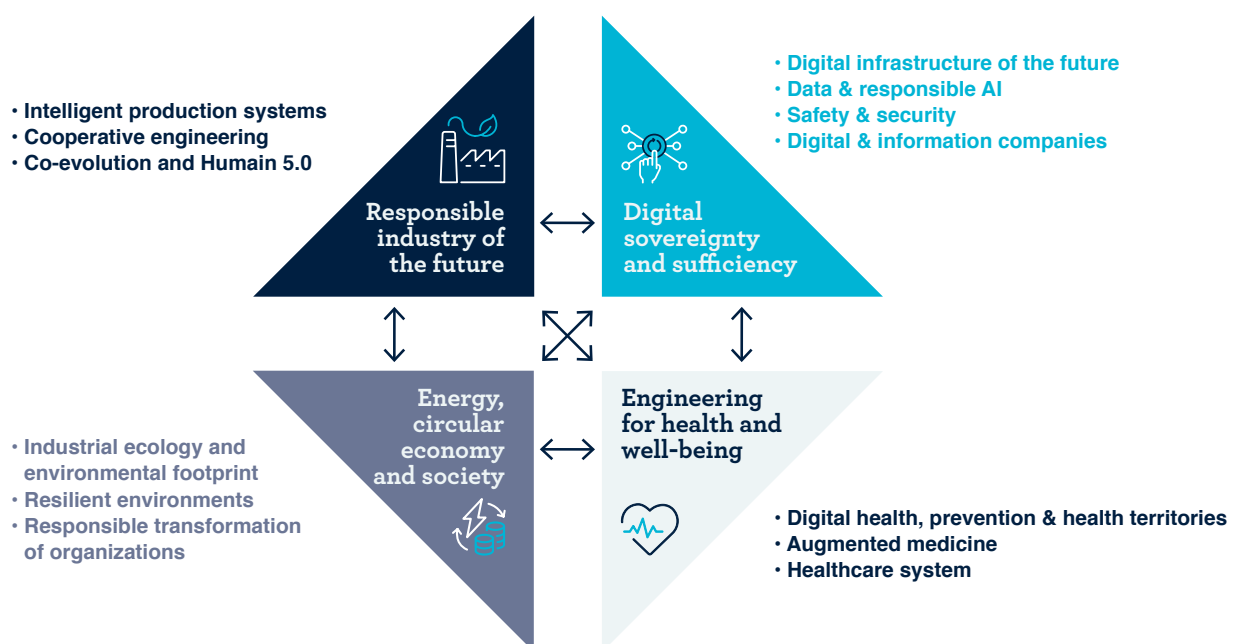 • Intelligent production systems
• Cooperative engineering
• Co-evolution and Humain 5.0
Responsible
industry of
the future
• Digital infrastructure of the future
• Data & responsible AI
• Safety & security
• Digital & information companies
Digital
sovereignty
and sufficiency
• Industrial ecology and
environmental footprint
• Resilient environments
• Responsible transformation
of organizations
Energy,
circular
economy
and society
Engineering
for health and
well-being
• Digital health, prevention & health territories
• Augmented medicine
• Healthcare system